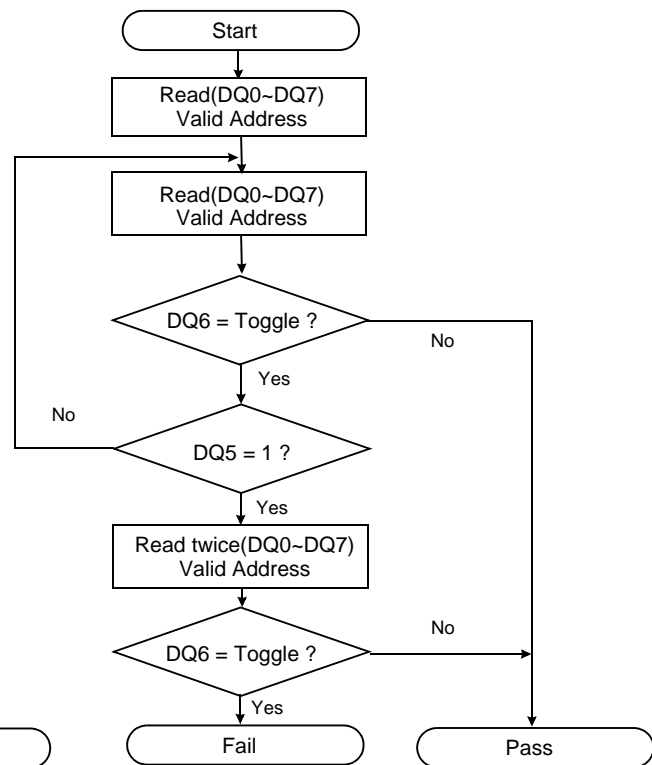 Start
Read(DQ0~DQ7)
Valid Address
Read(DQ0~DQ7)
Valid Address
DQ6 = Toggle ?
No
Yes
No
DQ5 = 1 ?
Yes
Read twice(DQ0~DQ7)
Valid Address
No
DQ6 = Toggle ?
Yes
Fail
Pass